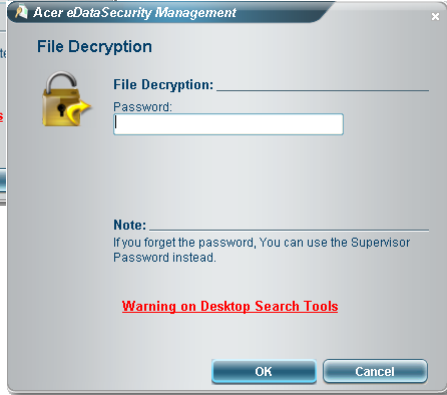 Acer eDataSecurity Management
x
File Decryption
File Decryption:
Password:
Note:
If you forget the password, You can use the Supervisor
Password instead.
Warning on Desktop Search Tools
OK
Cancel